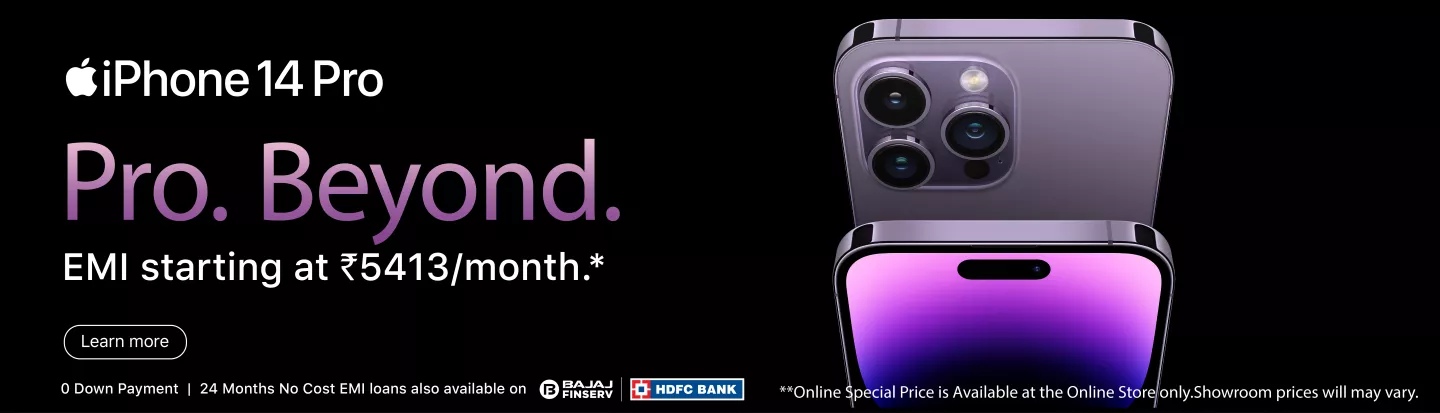 iPhone 14 Pro
Pro. Beyond.
EMI starting at ₹5413/month.*
Learn more
0 Down Payment | 24 Months No Cost EMI loans also available on BAJAJ FINSERV | HDFC BANK
**Online Special Price is Available at the Online Store only.Showroom prices will may vary.